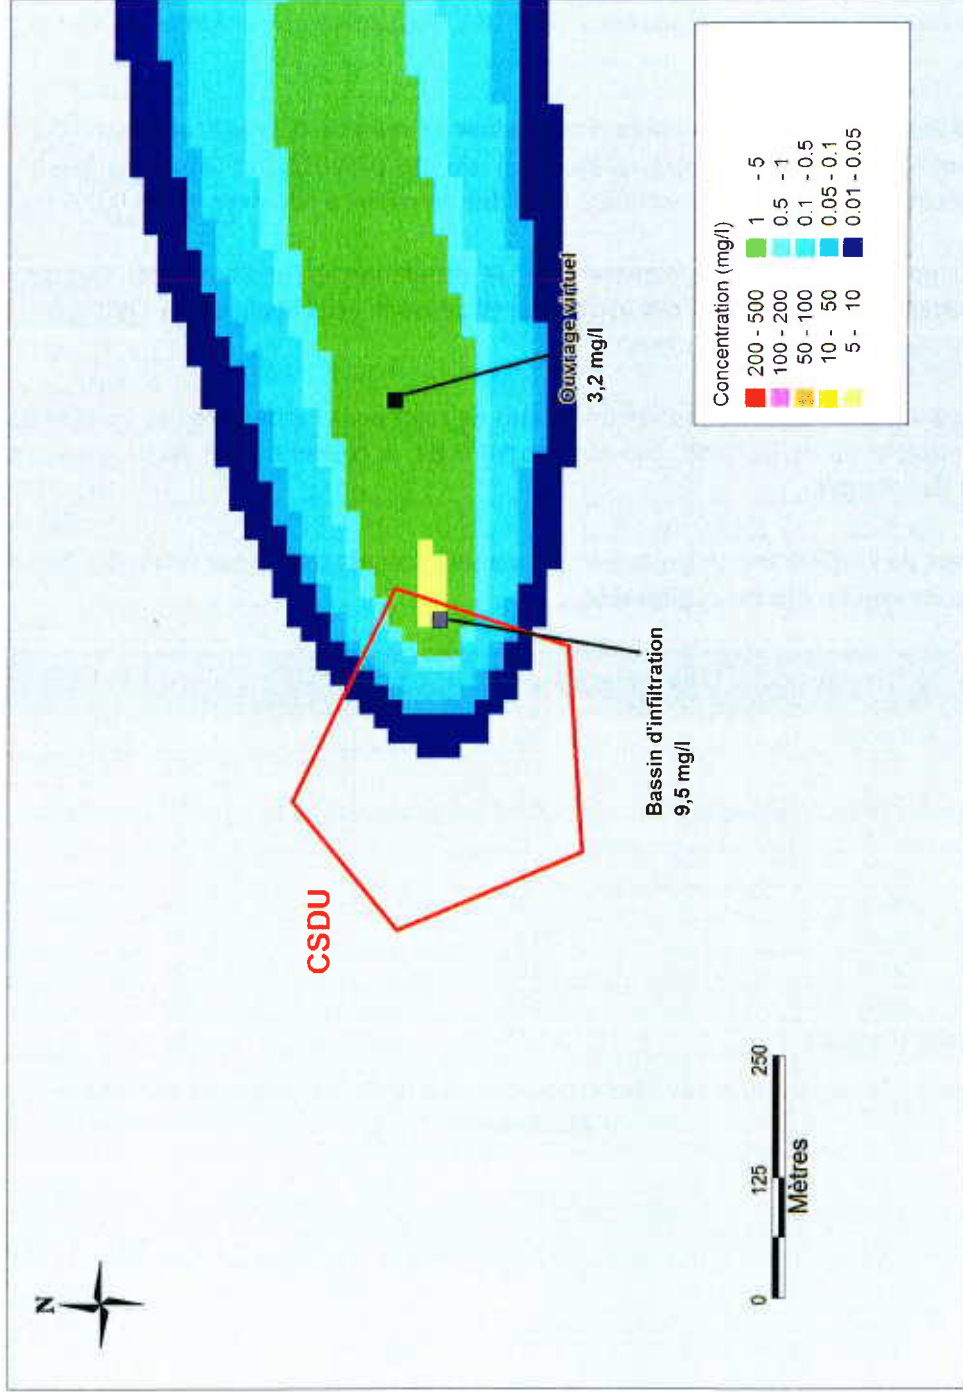 N
CSDU
Ouvrage virtuel
3,2 mg/l
Bassin d'infiltration
9,5 mg/l
0 125 250
Mètres
Concentration (mg/l)
200 - 500 1 - 5
100 - 200 0.5 - 1
50 - 100 0.1 - 0.5
10 - 50 0.05 - 0.1
5 - 10 0.01 - 0.05